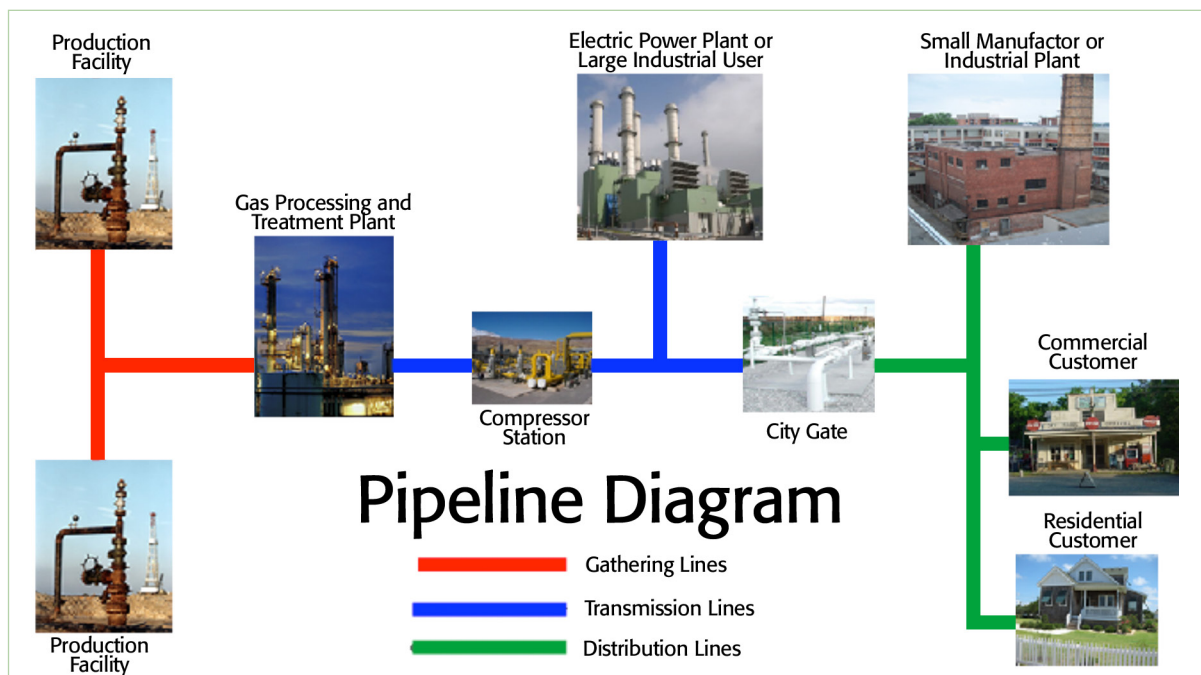 Production
Facility
Electric Power Plant or
Large Industrial User
Small Manufactor or
Industrial Plant
Gas Processing and
Treatment Plant
Commercial
Customer
Compressor
Station
City Gate
Pipeline Diagram
Residential
Customer
Gathering Lines
Transmission Lines
Distribution Lines
Production
Facility